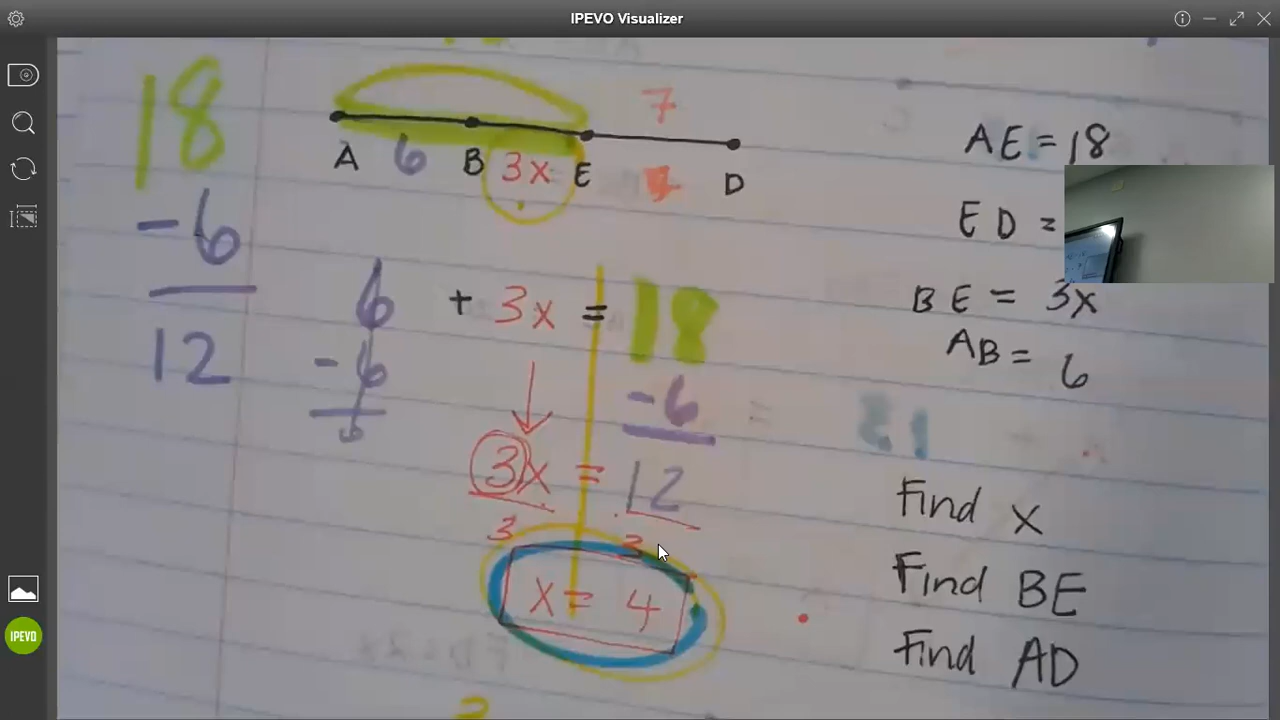 IPEVO Visualizer
18
7
A 6 B 3x E D
AE = 18
- 6
ED =
12
6 + 3x = 18
- 6 - 6
BE = 3x
AB = 6
3x = 12
3 3
x = 4
Find x
Find BE
Find AD
IPEVO